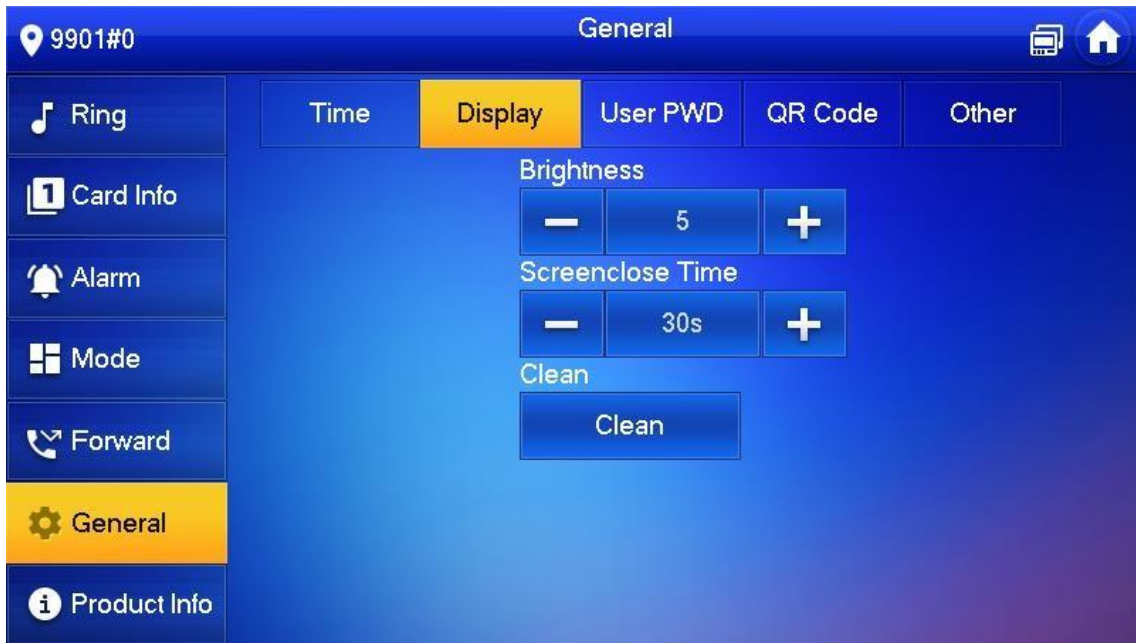 9901#0
General
Ring
Card Info
Alarm
Mode
Forward
General
Product Info
Time Display User PWD QR Code Other
Brightness
5
Screenclose Time
30s
Clean
Clean